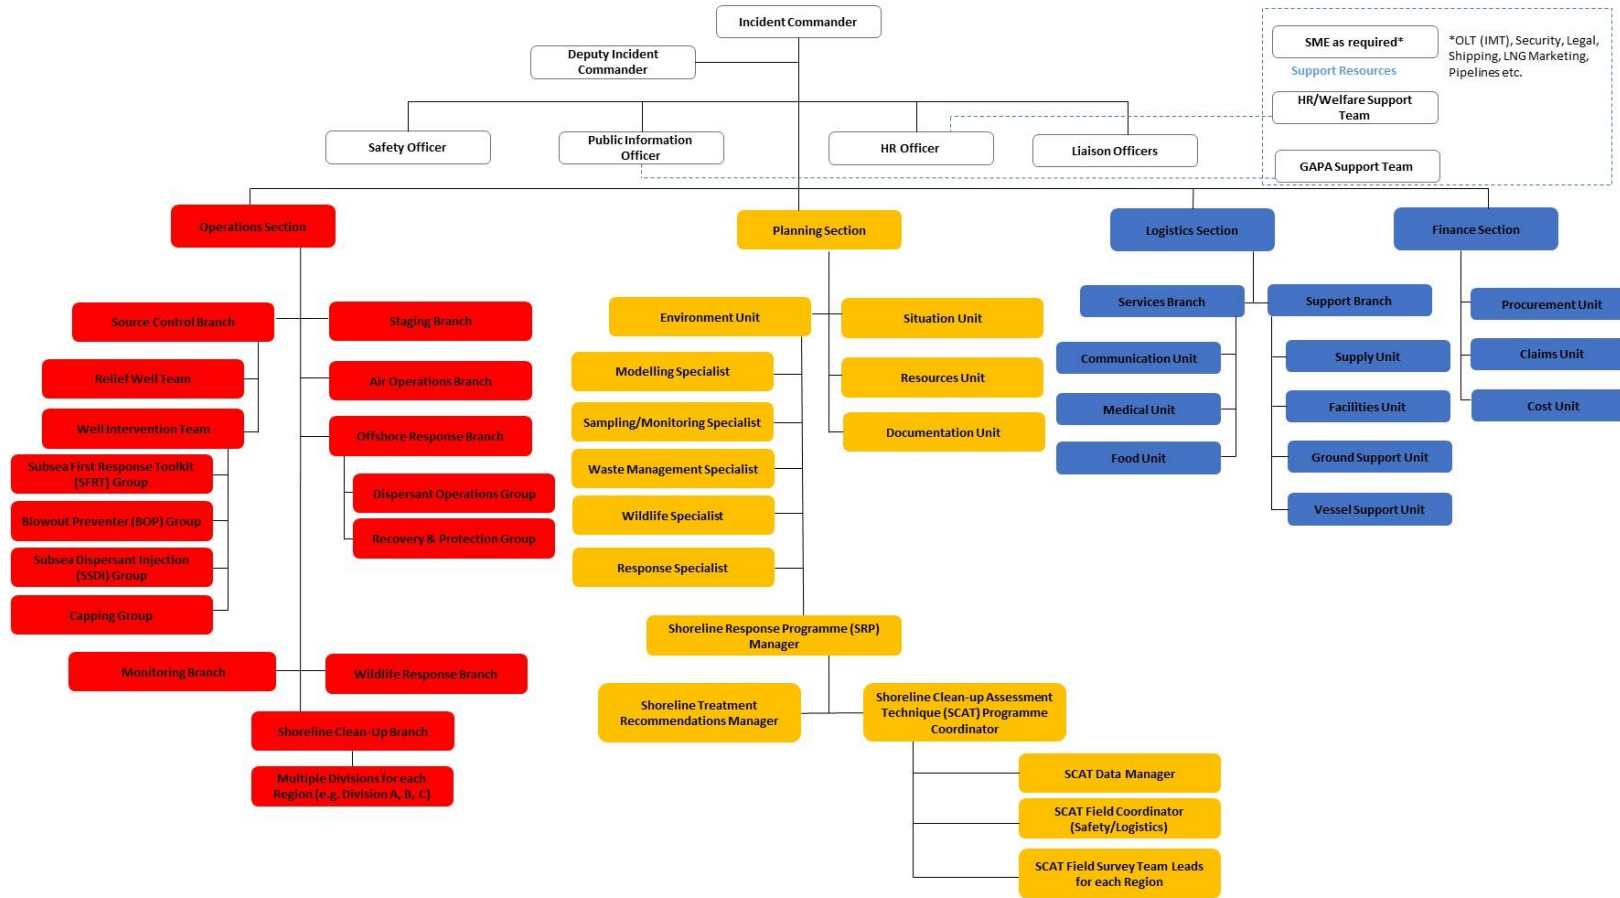 Incident Commander
Deputy Incident
Commander
SME as required*
*OLT (IMT), Security, Legal,
Shipping, LNG Marketing,
Pipelines etc.
Support Resources
HR/Welfare Support
Team
GAPA Support Team
Safety Officer
Public Information
Officer
HR Officer
Liaison Officers
Operations Section
Planning Section
Logistics Section
Finance Section
Source Control Branch
Staging Branch
Relief Well Team
Air Operations Branch
Well Intervention Team
Offshore Response Branch
Subsea First Response Toolkit
(SFRT) Group
Dispersant Operations Group
Blowout Preventer (BOP) Group
Recovery & Protection Group
Subsea Dispersant Injection
(SSDI) Group
Capping Group
Monitoring Branch
Wildlife Response Branch
Shoreline Clean-Up Branch
Multiple Divisions for each
Region (e.g. Division A, B, C)
Environment Unit
Situation Unit
Modelling Specialist
Resources Unit
Sampling/Monitoring Specialist
Documentation Unit
Waste Management Specialist
Wildlife Specialist
Response Specialist
Shoreline Response Programme (SRP)
Manager
Shoreline Treatment
Recommendations Manager
Shoreline Clean-up Assessment
Technique (SCAT) Programme
Coordinator
SCAT Data Manager
SCAT Field Coordinator
(Safety/Logistics)
SCAT Field Survey Team Leads
for each Region
Services Branch
Support Branch
Communication Unit
Supply Unit
Medical Unit
Facilities Unit
Food Unit
Ground Support Unit
Vessel Support Unit
Procurement Unit
Claims Unit
Cost Unit